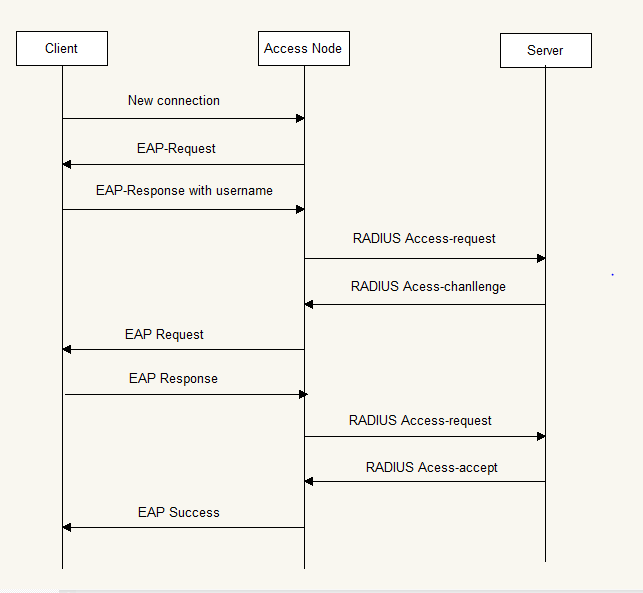 Client
Access Node
Server
New connection
EAP-Request
EAP-Response with username
RADIUS Access-request
RADIUS Acess-chanllenge
EAP Request
EAP Response
RADIUS Access-request
RADIUS Acess-accept
EAP Success